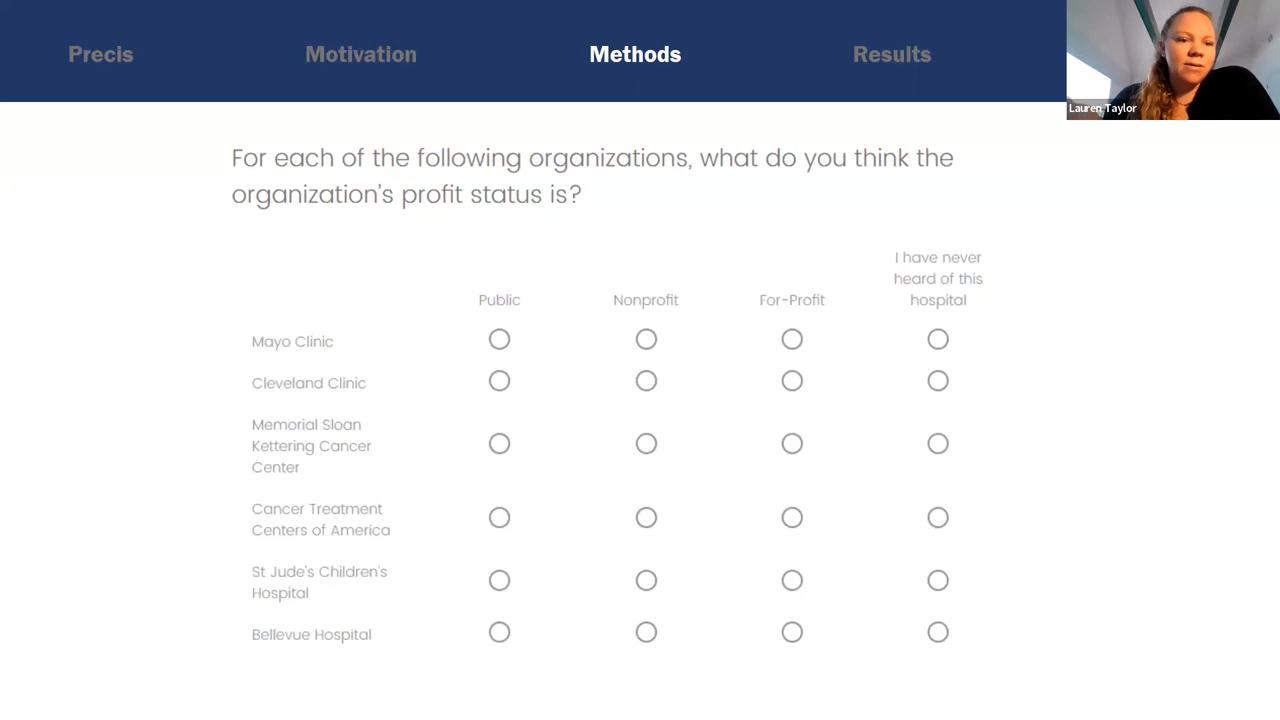 Precis Motivation Methods Results
Lauren Taylor
For each of the following organizations, what do you think the
organization's profit status is?
I have never
heard of this
hospital
Public Nonprofit For-Profit
Mayo Clinic
Cleveland Clinic
Memorial Sloan
Kettering Cancer
Center
Cancer Treatment
Centers of America
St Jude's Children's
Hospital
Bellevue Hospital